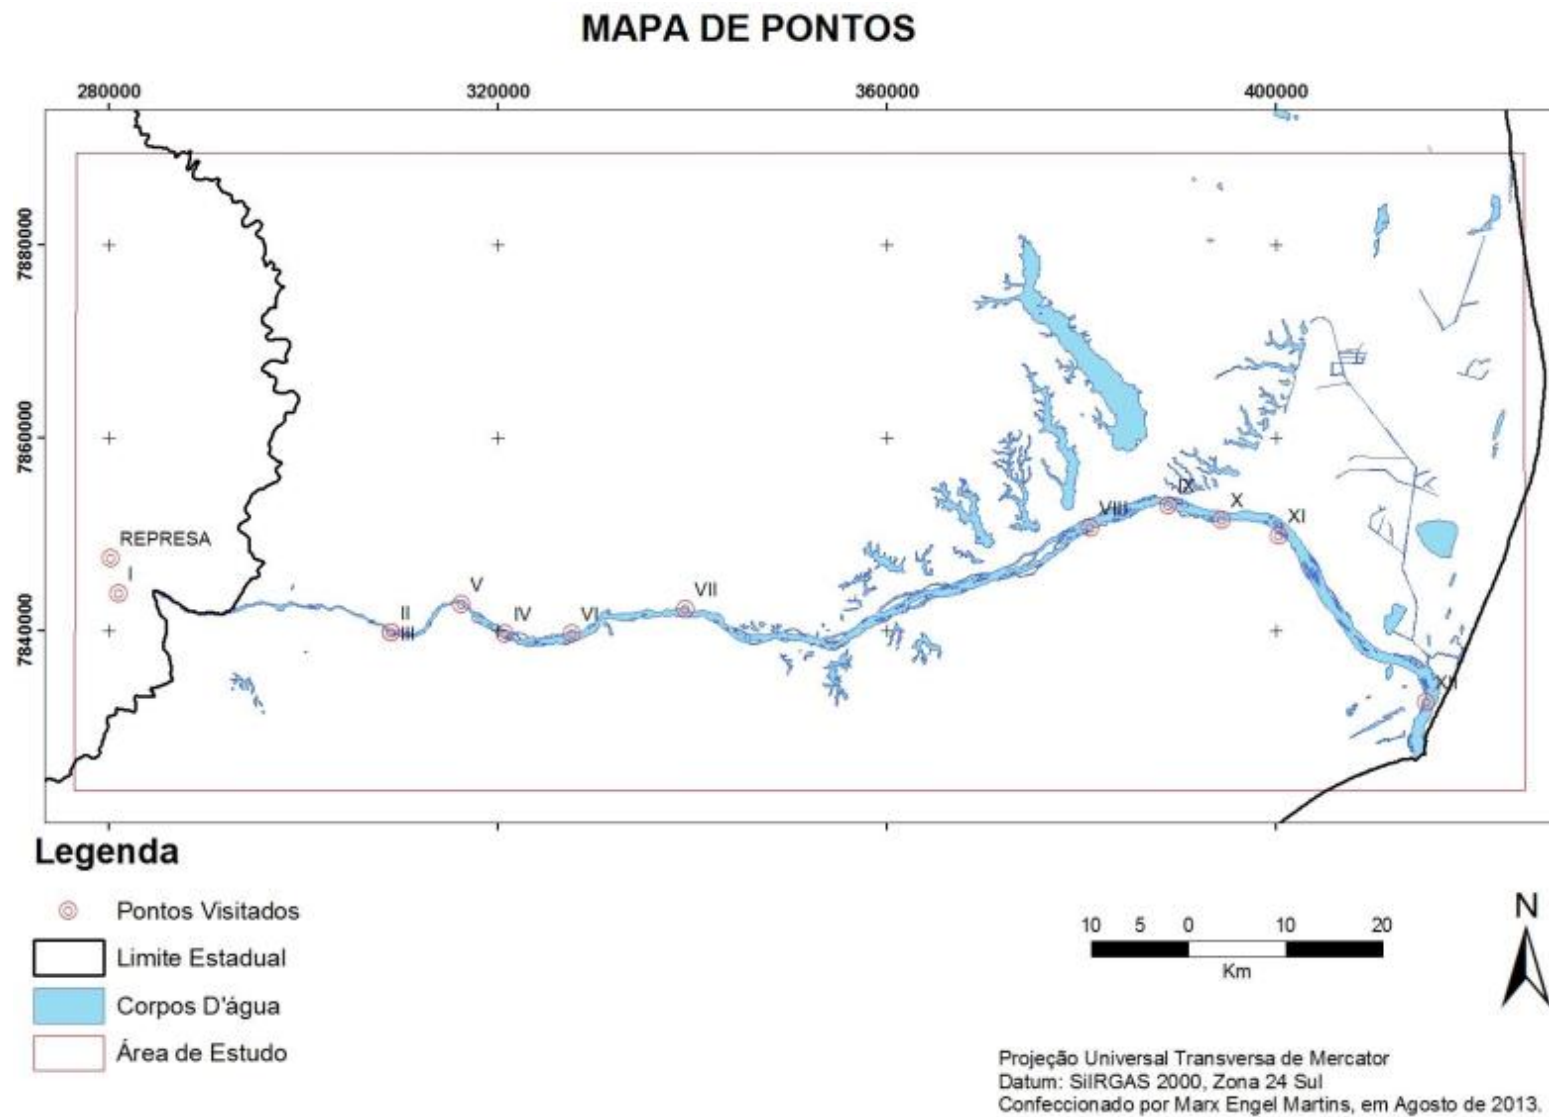 MAPA DE PONTOS
280000 320000 360000 400000
7880000
7860000
7840000
REPRESA
I
II
III
V
IV
VI
VII
VIII
IX
X
XI
XII
Legenda
Pontos Visitados
Limite Estadual
Corpos D'água
Área de Estudo
10 5 0 10 20
Km
N
Projeção Universal Transversa de Mercator
Datum: SiIRGAS 2000, Zona 24 Sul
Confeccionado por Marx Engel Martins, em Agosto de 2013.